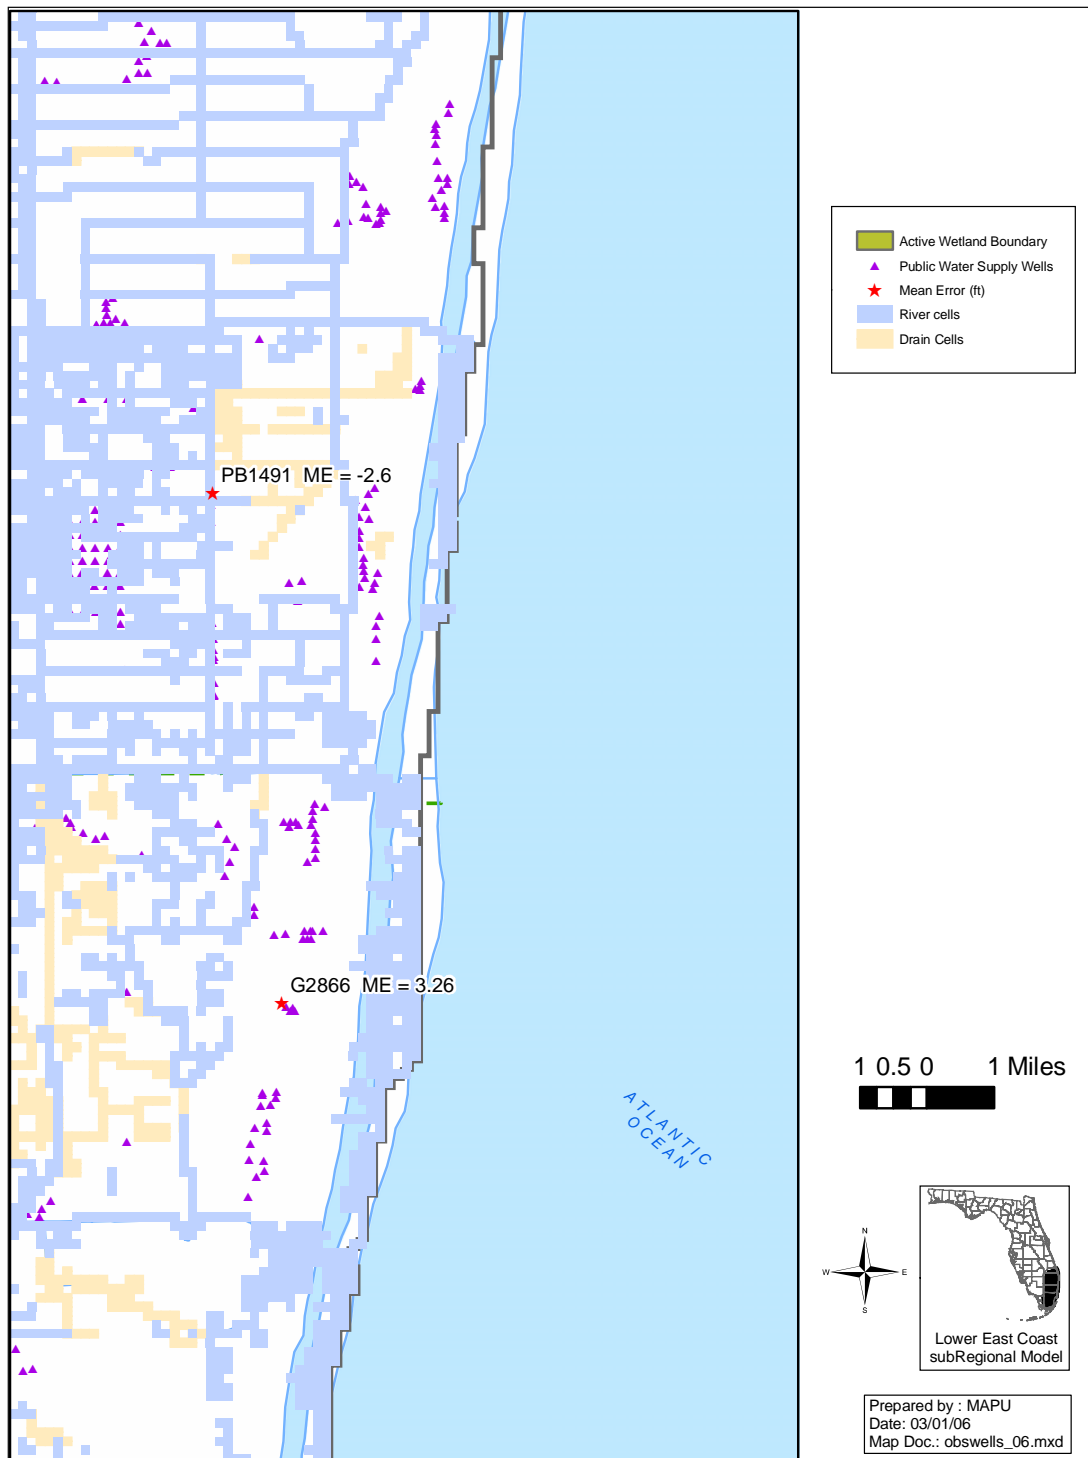 Active Wetland Boundary
Public Water Supply Wells
Mean Error (ft)
River cells
Drain Cells
PB1491 ME = -2.6
G2866 ME = 3.26
1 0.5 0 1 Miles
ATLANTIC
OCEAN
N
W E
S
Lower East Coast
subRegional Model
Prepared by : MAPU
Date: 03/01/06
Map Doc.: obswells_06.mxd